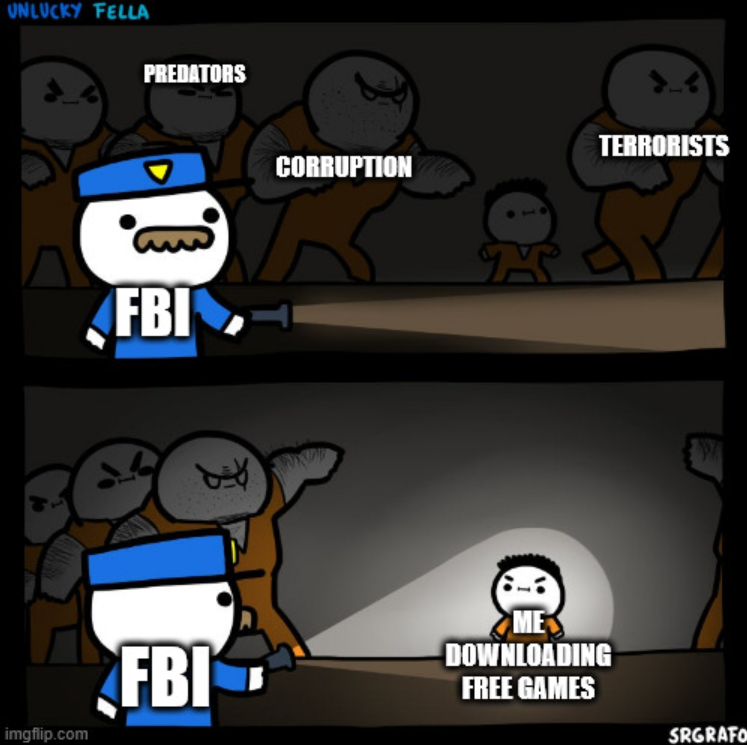 UNLUCKY FELLA
PREDATORS
CORRUPTION
TERRORISTS
FBI
FBI
ME
DOWNLOADING
FREE GAMES
imgflip.com
SRGRAFO